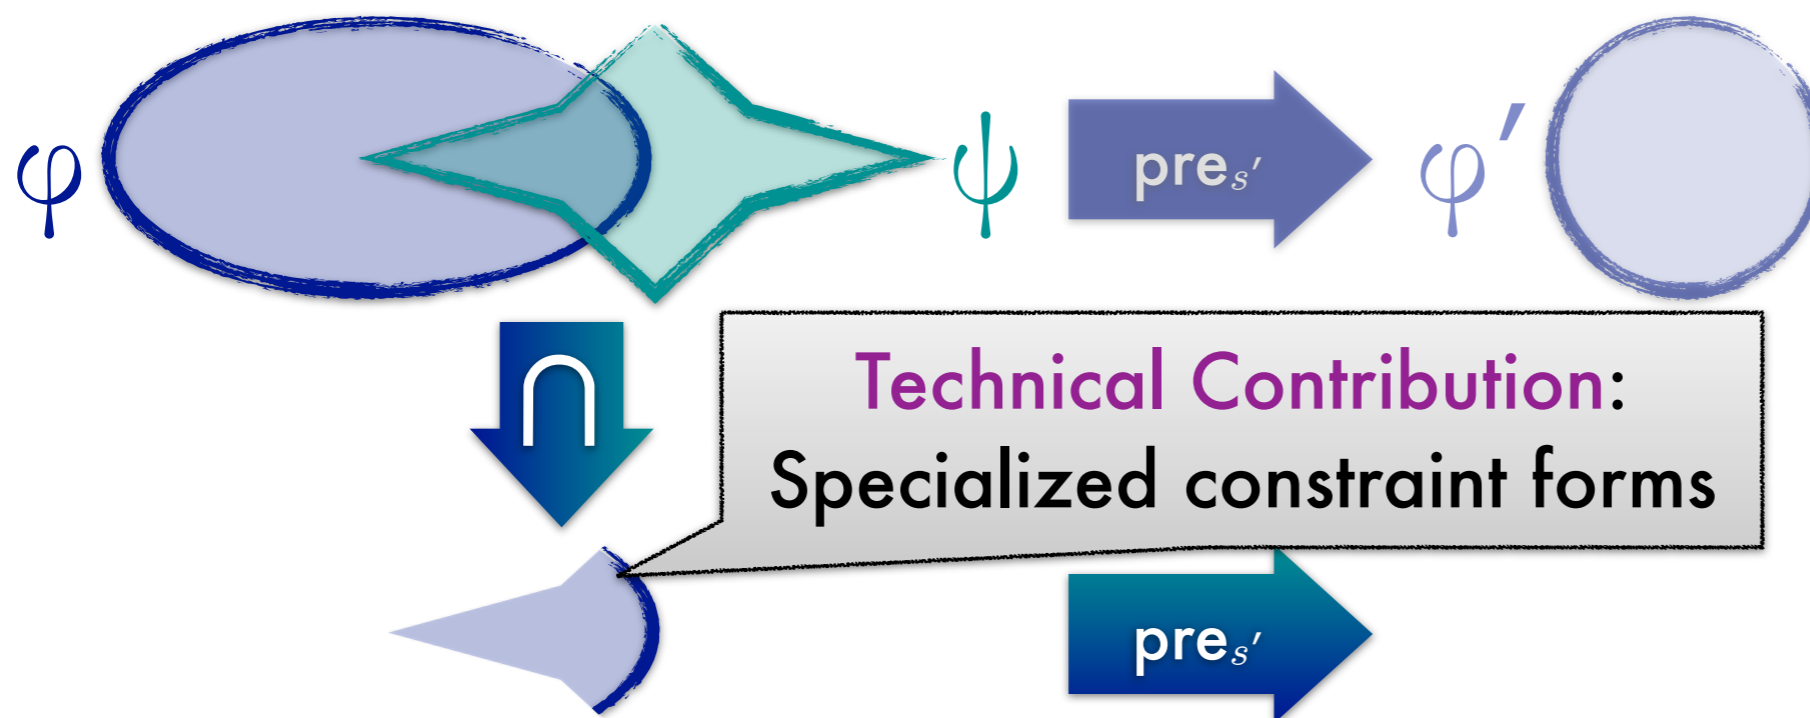 φ ψ pre_s′ φ′
∩
Technical Contribution:
Specialized constraint forms
pre_s′